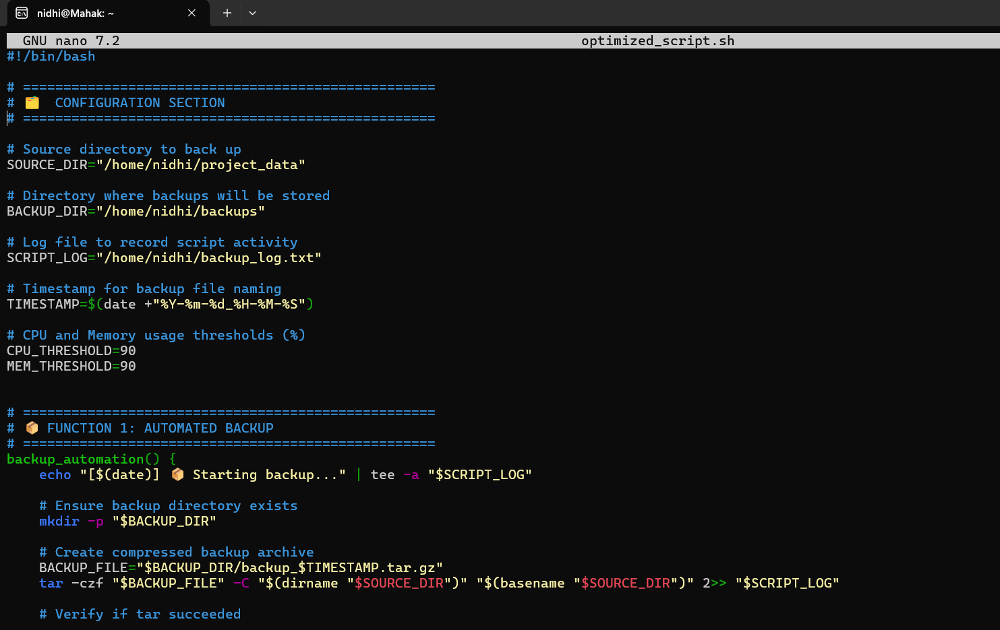 nidhi@Mahak: ~
GNU nano 7.2 optimized_script.sh
#!/bin/bash
# ===================================================
# 🗂️ CONFIGURATION SECTION
# ===================================================
# Source directory to back up
SOURCE_DIR="/home/nidhi/project_data"
# Directory where backups will be stored
BACKUP_DIR="/home/nidhi/backups"
# Log file to record script activity
SCRIPT_LOG="/home/nidhi/backup_log.txt"
# Timestamp for backup file naming
TIMESTAMP=$(date +"%Y-%m-%d_%H-%M-%S")
# CPU and Memory usage thresholds (%)
CPU_THRESHOLD=90
MEM_THRESHOLD=90
# ===================================================
# 📦 FUNCTION 1: AUTOMATED BACKUP
# ===================================================
backup_automation() {
    echo "[$(date)] 📦 Starting backup..." | tee -a "$SCRIPT_LOG"
    # Ensure backup directory exists
    mkdir -p "$BACKUP_DIR"
    # Create compressed backup archive
    BACKUP_FILE="$BACKUP_DIR/backup_$TIMESTAMP.tar.gz"
    tar -czf "$BACKUP_FILE" -C "$(dirname "$SOURCE_DIR")" "$(basename "$SOURCE_DIR")" 2>> "$SCRIPT_LOG"
    # Verify if tar succeeded